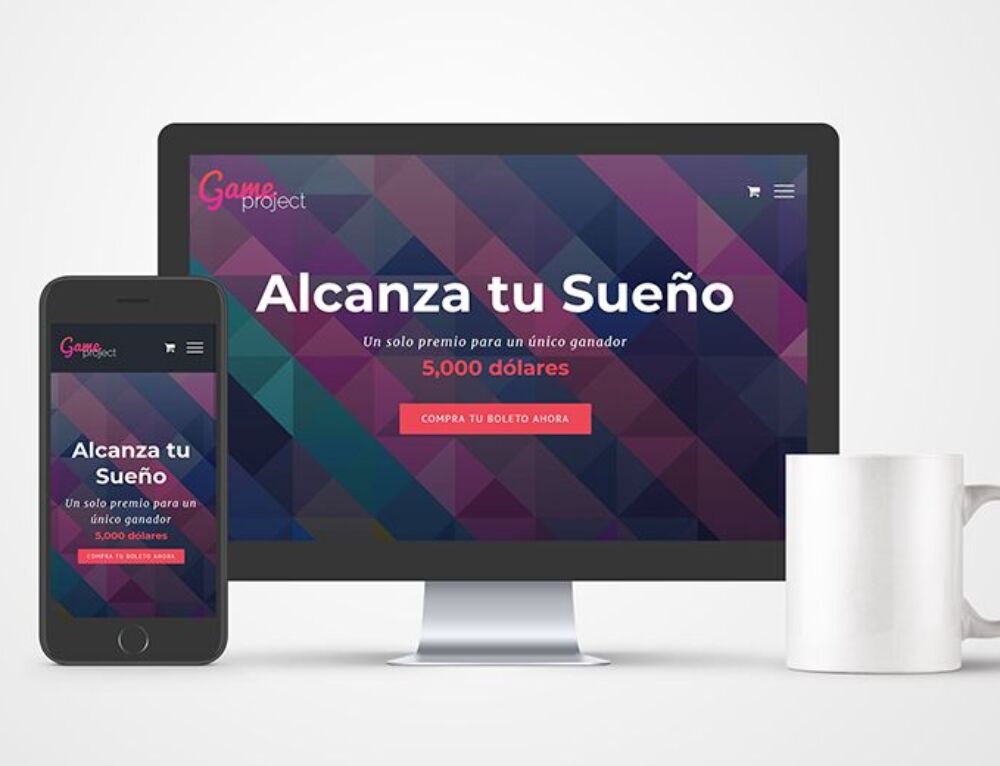 Game
project
Alcanza tu Sueño
Un solo premio para un único ganador
5,000 dólares
COMPRA TU BOLETO AHORA
Game
project
Alcanza tu
Sueño
Un solo premio para un
único ganador
5,000 dólares
COMPRA TU BOLETO AHORA